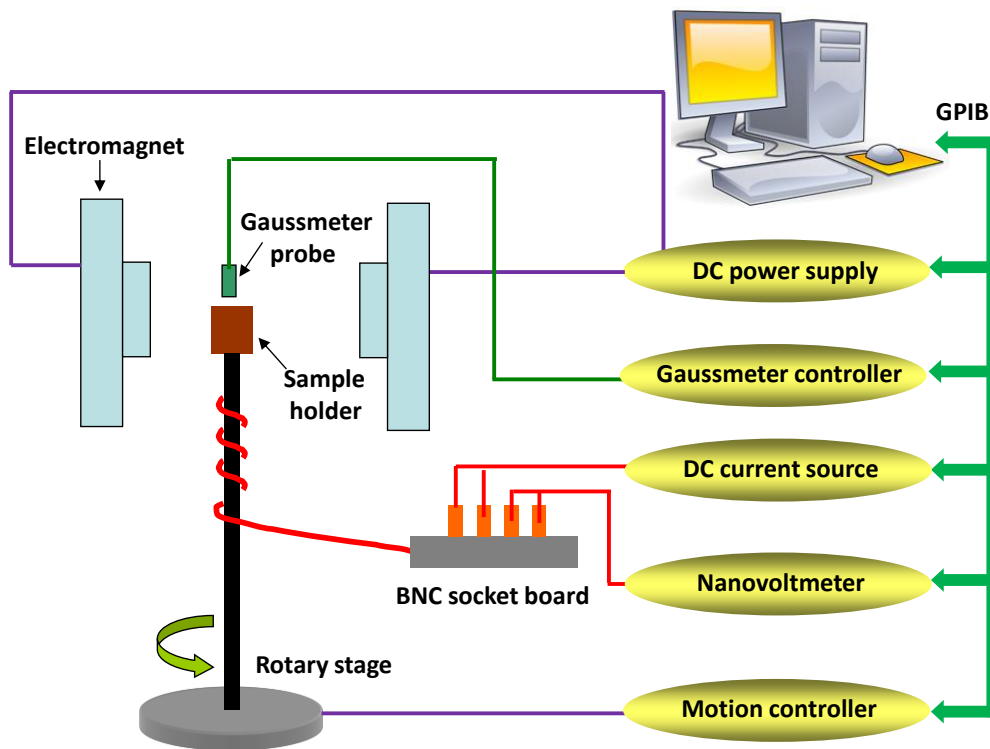 GPIB
Electromagnet
Gaussmeter
probe
DC power supply
Sample
holder
Gaussmeter controller
DC current source
BNC socket board
Nanovoltmeter
Rotary stage
Motion controller